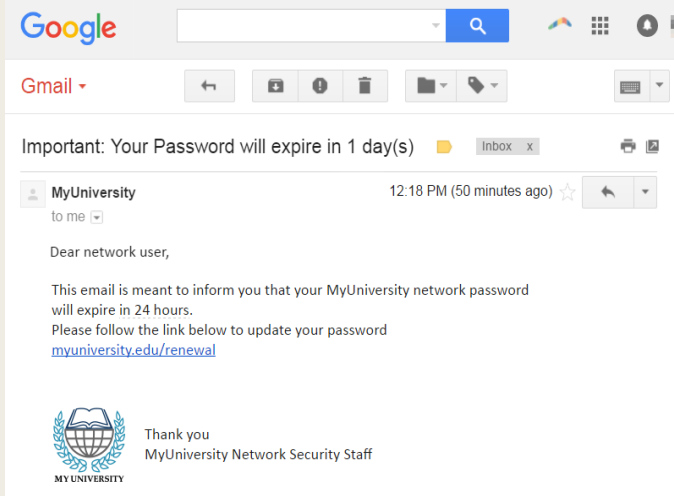 Google
Gmail
Important: Your Password will expire in 1 day(s)
Inbox x
MyUniversity
12:18 PM (50 minutes ago)
to me
Dear network user,
This email is meant to inform you that your MyUniversity network password
will expire in 24 hours.
Please follow the link below to update your password
myuniversity.edu/renewal
Thank you
MyUniversity Network Security Staff
MY UNIVERSITY